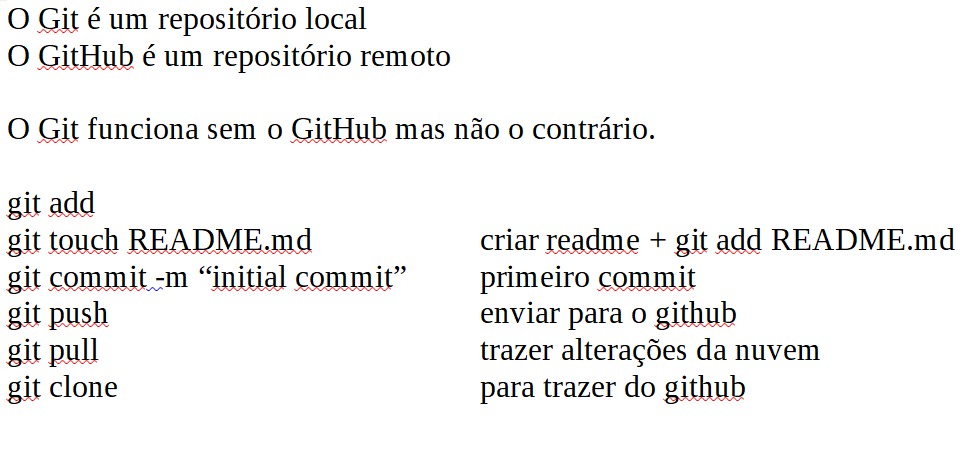 O Git é um repositório local
O GitHub é um repositório remoto
O Git funciona sem o GitHub mas não o contrário.
git add
git touch README.md criar readme + git add README.md
git commit -m “initial commit” primeiro commit
git push enviar para o github
git pull trazer alterações da nuvem
git clone para trazer do github